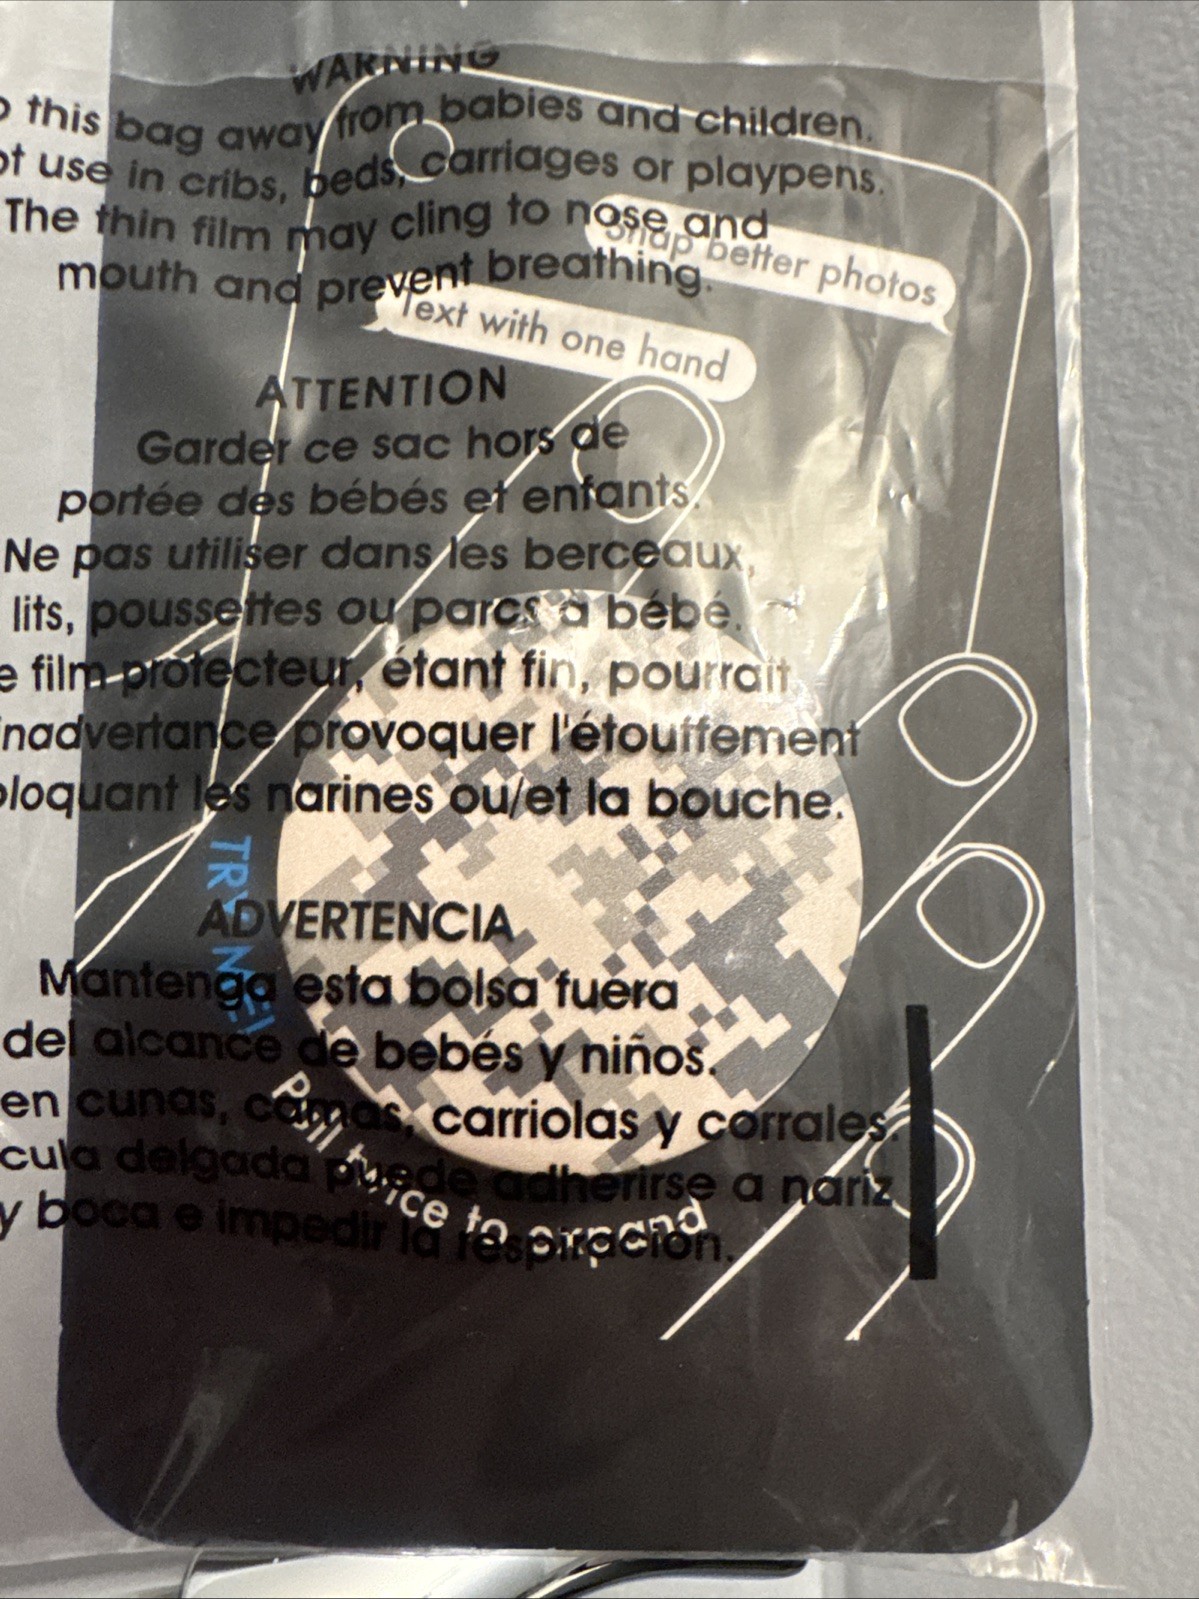 WARNING
this bag away from babies and children.
use in cribs, beds, carriages or playpens.
The thin film may cling to nose and
mouth and prevent breathing.
Snap better photos
Text with one hand
ATTENTION
Garder ce sac hors de
portée des bébés et enfants.
Ne pas utiliser dans les berceaux,
lits, poussettes ou parcs à bébé.
film protecteur, étant fin, pourrait
inadvertance provoquer l'étouffement
bloquant les narines ou/et la bouche.
TRY ME!
ADVERTENCIA
Mantenga esta bolsa fuera
del alcance de bebés y niños.
en cunas, camas, carriolas y corrales.
cula delgada puede adherirse a nariz
y boca e impedir la respiración.
Pull twice to expand